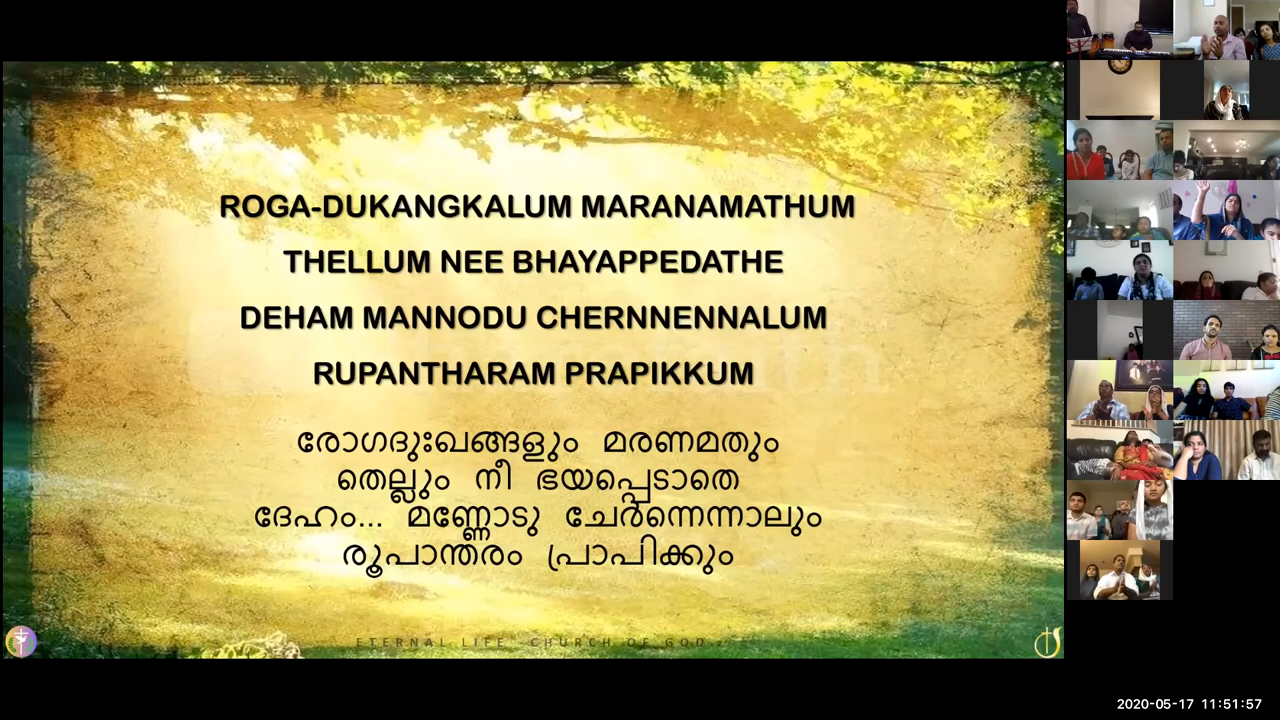 ROGA-DUKANGKALUM MARANAMATHUM
THELLUM NEE BHAYAPPEDATHE
DEHAM MANNODU CHERNNENNALUM
RUPANTHARAM PRAPIKKUM
രോഗദുഃഖങ്ങളും മരണമതും
തെല്ലും നീ ഭയപ്പെടാതെ
ദേഹം... മണ്ണോടു ചേർന്നെന്നാലും
രൂപാന്തരം പ്രാപിക്കും
ETERNAL LIFE CHURCH OF GOD
2020-05-17 11:51:57